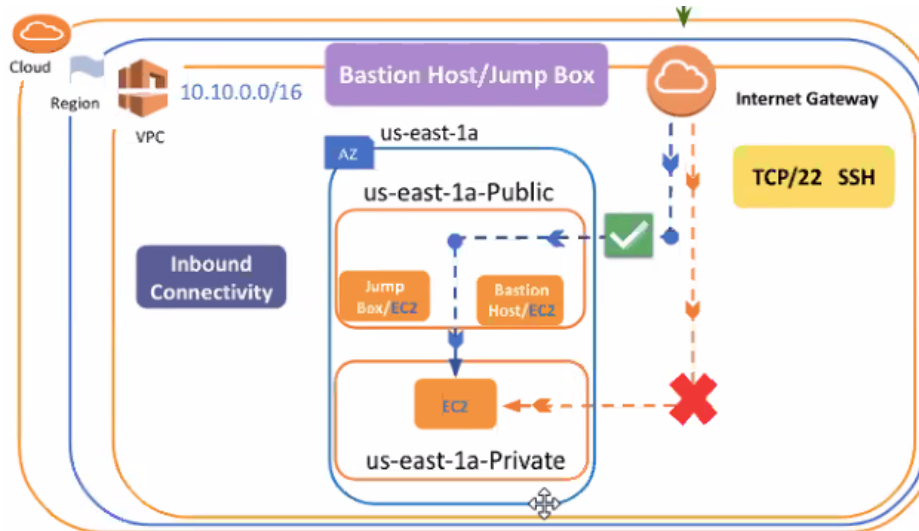 Cloud
Region
VPC
10.10.0.0/16
Bastion Host/Jump Box
Internet Gateway
TCP/22 SSH
us-east-1a
AZ
us-east-1a-Public
Inbound
Connectivity
Jump
Box/EC2
Bastion
Host/EC2
EC2
us-east-1a-Private